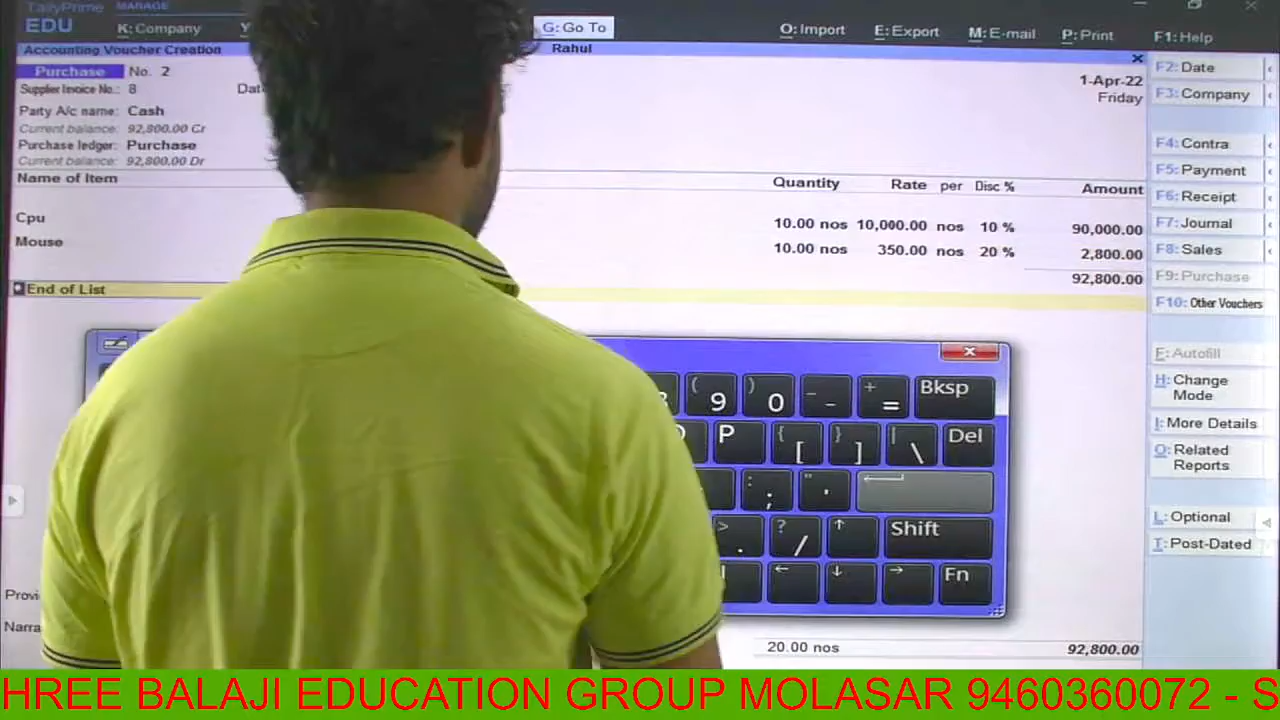 TallyPrime MANAGE
EDU K: Company Y G: Go To O: Import E: Export M: E-mail P: Print F1: Help
Accounting Voucher Creation Rahul
Purchase No. 2 1-Apr-22
Supplier Invoice No.: 8 Friday
Party A/c name: Cash
Current balance: 92,800.00 Cr
Purchase ledger: Purchase
Current balance: 92,800.00 Dr
Name of Item Quantity Rate per Disc % Amount
Cpu 10.00 nos 10,000.00 nos 10 % 90,000.00
Mouse 10.00 nos 350.00 nos 20 % 2,800.00
92,800.00
End of List
20.00 nos 92,800.00
F2: Date
F3: Company
F4: Contra
F5: Payment
F6: Receipt
F7: Journal
F8: Sales
F9: Purchase
F10: Other Vouchers
E: Autofill
H: Change
Mode
I: More Details
O: Related
Reports
L: Optional
T: Post-Dated
( 9 ) 0 _ - + = Bksp
P { [ } ] | \ Del
: ; " '
> . ? / ↑ Shift
← ↓ → Fn
HREE BALAJI EDUCATION GROUP MOLASAR 9460360072 - S